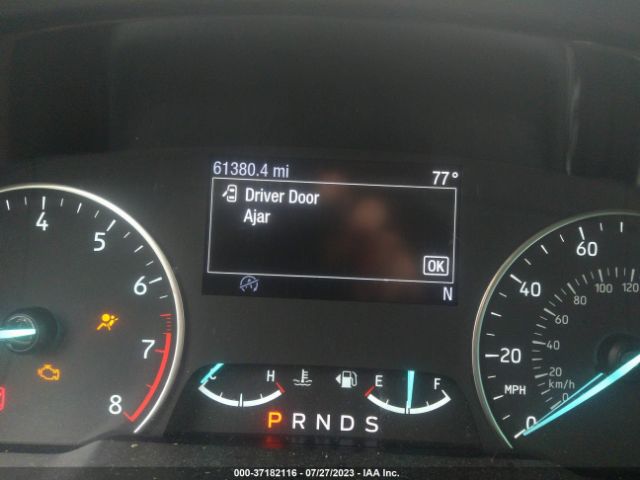 61380.4 mi 77°
Driver Door
Ajar
OK
N
4 5 6 7 8
C H E F
P R N D S
0 20 40 60
MPH
0 20 40 60 80 100 120
km/h
000-37182116 - 07/27/2023 - IAA Inc.